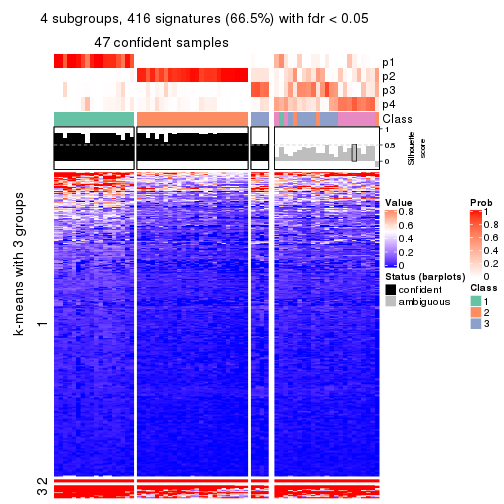 4 subgroups, 416 signatures (66.5%) with fdr < 0.05
47 confident samples
p1
p2
p3
p4
Class
1
0.5
0
Silhouette
score
k-means with 3 groups
1
2
3
Value
0.8
0.6
0.4
0.2
0
Status (barplots)
confident
ambiguous
Prob
1
0.8
0.6
0.4
0.2
0
Class
1
2
3